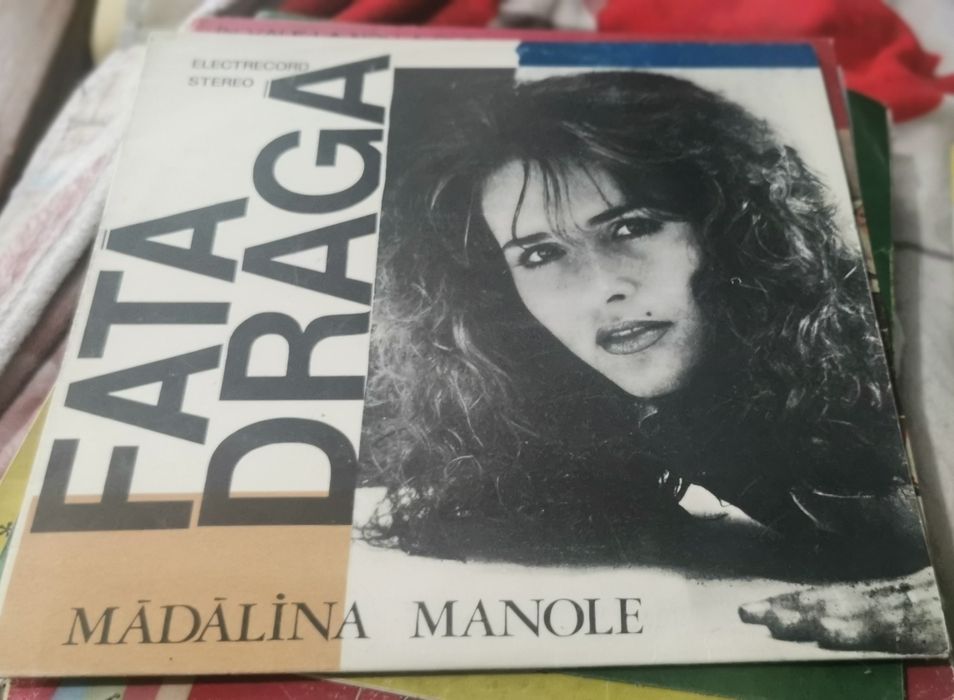 ELECTRECORD
STEREO
FATĂ
DRAGĂ
MĂDĂLINA MANOLE